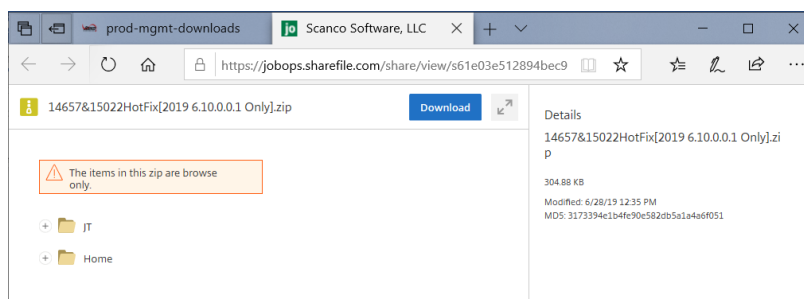 prod-mgmt-downloads
jo
Scanco Software, LLC
https://jobops.sharefile.com/share/view/s61e03e512894bec9
14657&15022HotFix[2019 6.10.0.0.1 Only].zip
Download
The items in this zip are browse
only.
JT
Home
Details
14657&15022HotFix[2019 6.10.0.0.1 Only].zi
p
304.88 KB
Modified: 6/28/19 12:35 PM
MD5: 3173394e1b4fe90e582db5a1a4a6f051